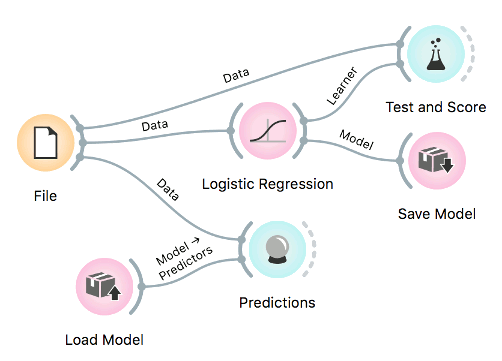 Data
Learner
Test and Score
Data
File
Logistic Regression
Model
Save Model
Data
Model →
Predictors
Predictions
Load Model